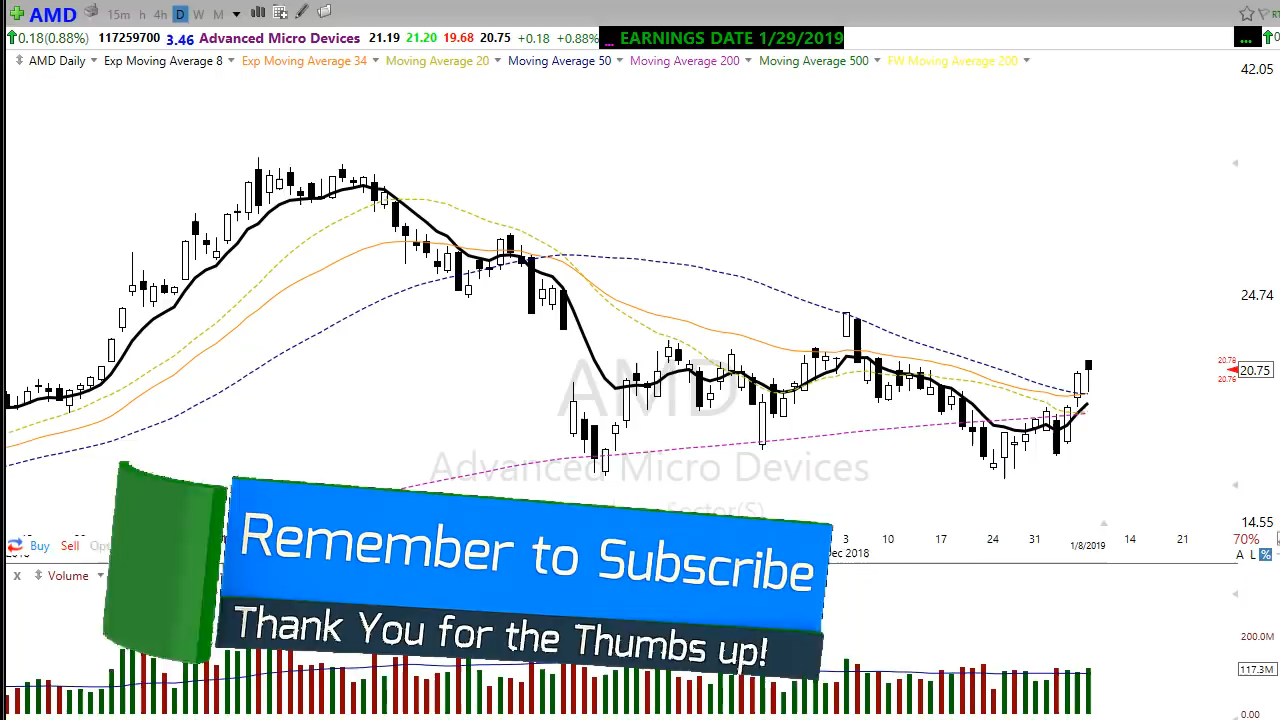 AMD 15m h 4h D W M
0.18(0.88%) 117259700 3.46 Advanced Micro Devices 21.19 21.20 19.68 20.75 +0.18 +0.88% ... EARNINGS DATE 1/29/2019 ...
AMD Daily Exp Moving Average 8 Exp Moving Average 34 Moving Average 20 Moving Average 50 Moving Average 200 Moving Average 500 FW Moving Average 200
42.05
24.74
20.78
20.75
20.76
AMD
Advanced Micro Devices
Sector(S)
14.55
Buy Sell
70%
Dec 2018 3 10 17 24 31 1/8/2019 14 21
A L %
X Volume
Remember to Subscribe
Thank You for the Thumbs up!
200.0M
117.3M
0.00